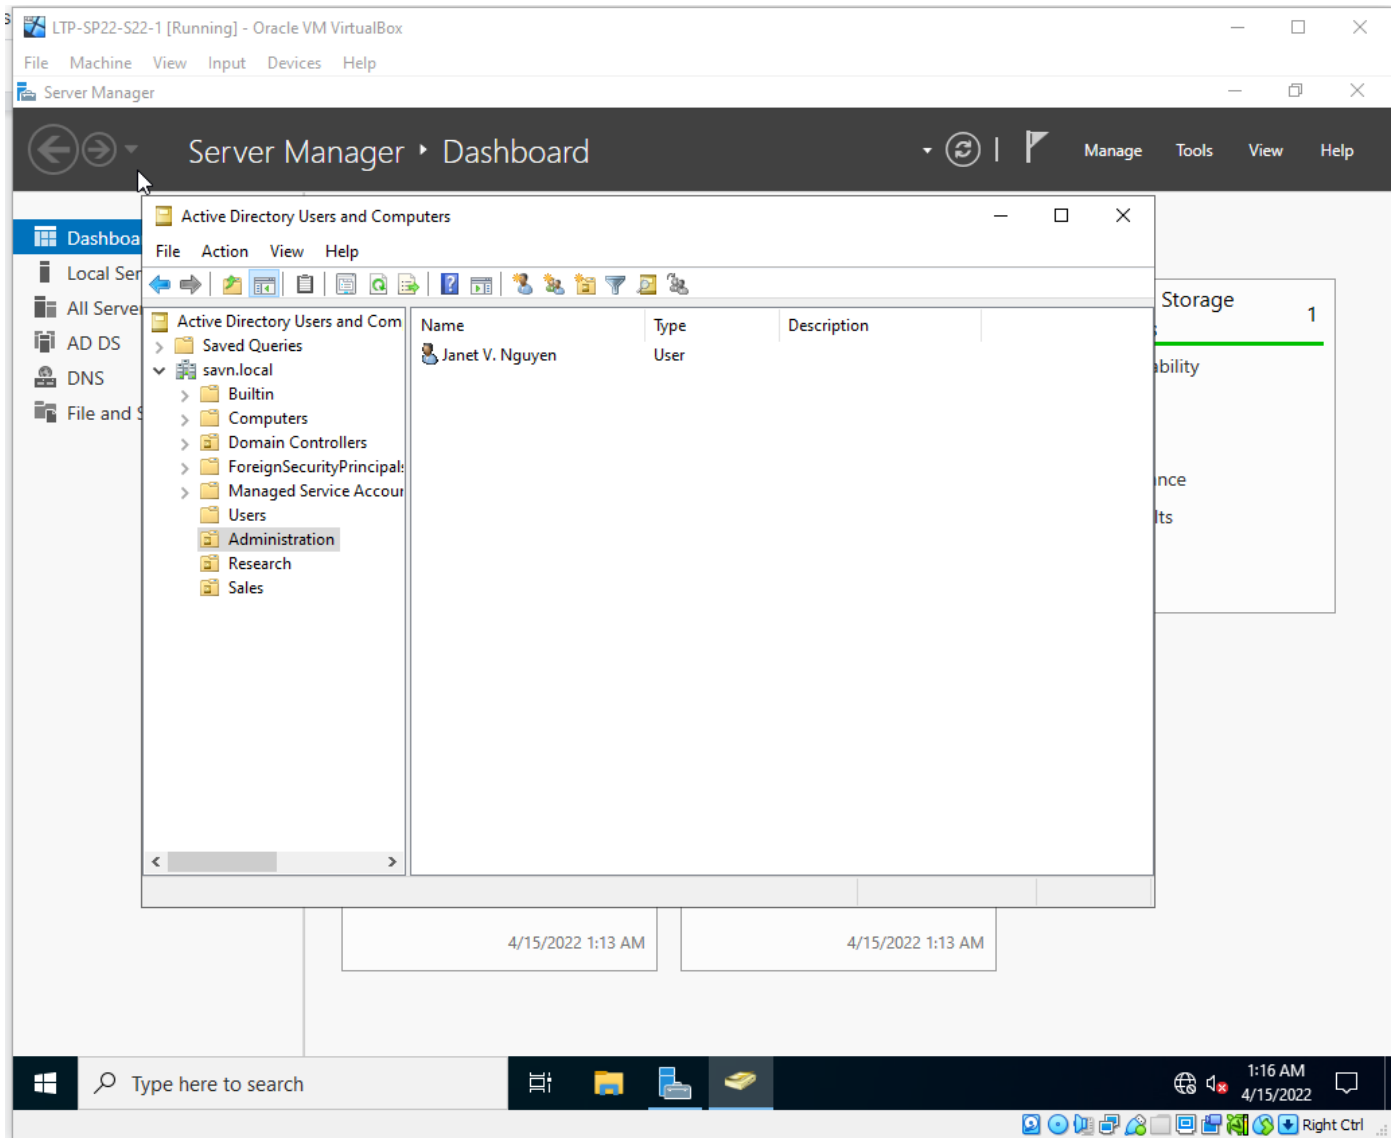 LTP-SP22-S22-1 [Running] - Oracle VM VirtualBox
File Machine View Input Devices Help
Server Manager
Server Manager Dashboard
Manage Tools View Help
Active Directory Users and Computers
File Action View Help
Dashboa
Local Ser
All Server
AD DS
DNS
File and S
Active Directory Users and Com
Saved Queries
savn.local
Builtin
Computers
Domain Controllers
ForeignSecurityPrincipal
Managed Service Accour
Users
Administration
Research
Sales
Name Type Description
Janet V. Nguyen User
Storage
1
ability
ance
lts
4/15/2022 1:13 AM
4/15/2022 1:13 AM
Type here to search
1:16 AM
4/15/2022
Right Ctrl